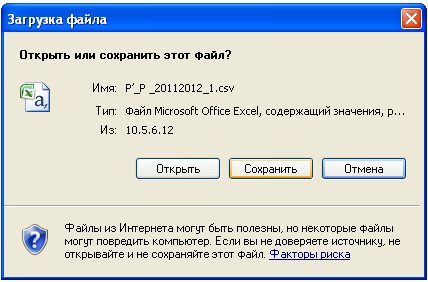 Загрузка файла
Открыть или сохранить этот файл?
Имя: P'_P _20112012_1.csv
Тип: Файл Microsoft Office Excel, содержащий значения, р...
Из: 10.5.6.12
Открыть Сохранить Отмена
Файлы из Интернета могут быть полезны, но некоторые файлы
могут повредить компьютер. Если вы не доверяете источнику, не
открывайте и не сохраняйте этот файл. Факторы риска